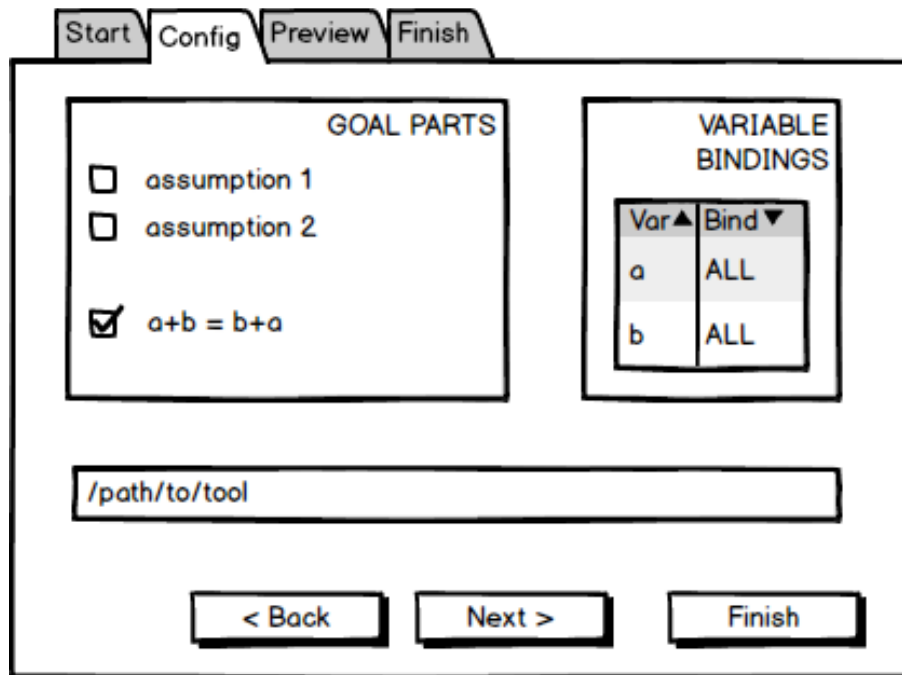 Start Config Preview Finish
GOAL PARTS
assumption 1
assumption 2
a+b = b+a
VARIABLE
BINDINGS
Var▲ Bind▼
a ALL
b ALL
/path/to/tool
< Back Next > Finish